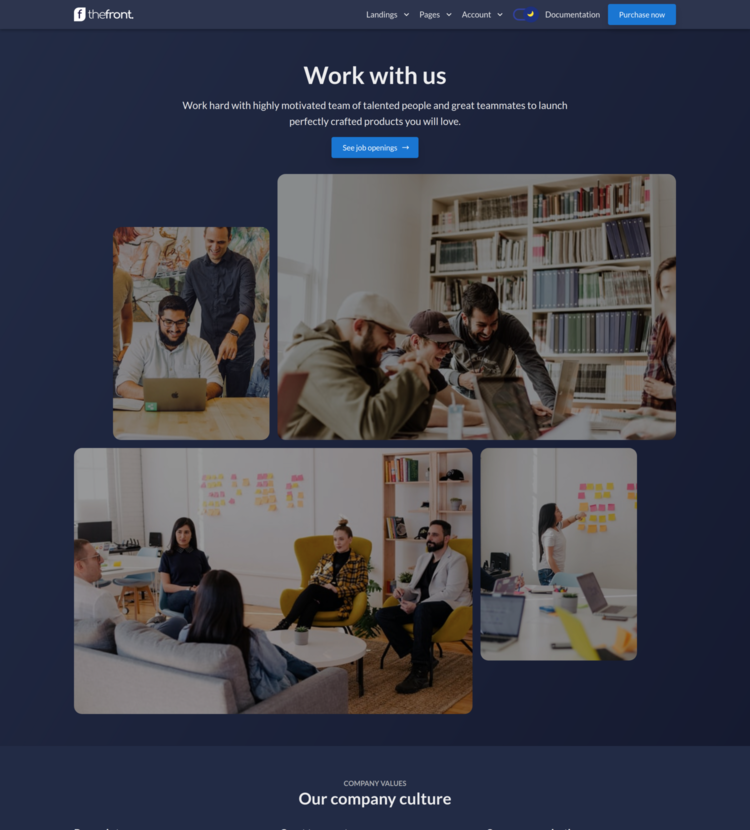 thefront.
Landings Pages Account Documentation Purchase now
Work with us
Work hard with highly motivated team of talented people and great teammates to launch
perfectly crafted products you will love.
See job openings →
COMPANY VALUES
Our company culture